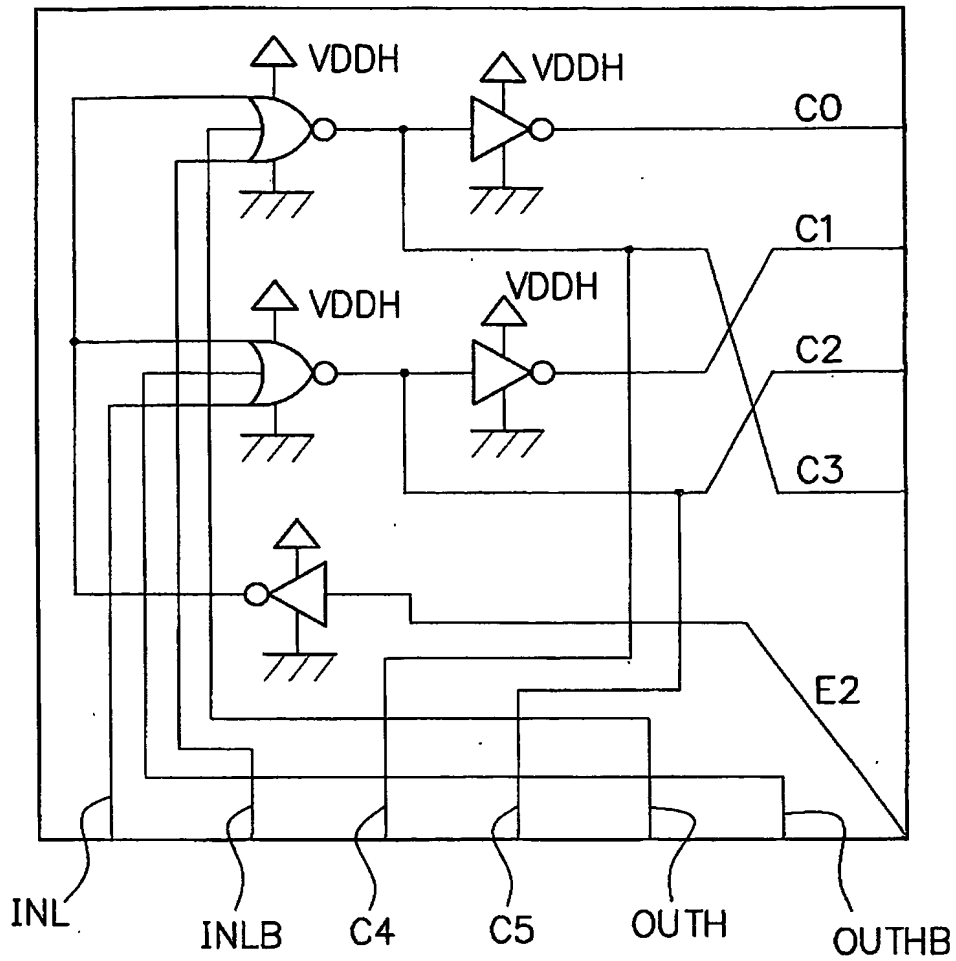 VDDH
VDDH
C0
C1
VDDH
VDDH
C2
C3
E2
INL
INLB
C4
C5
OUTH
OUTHB